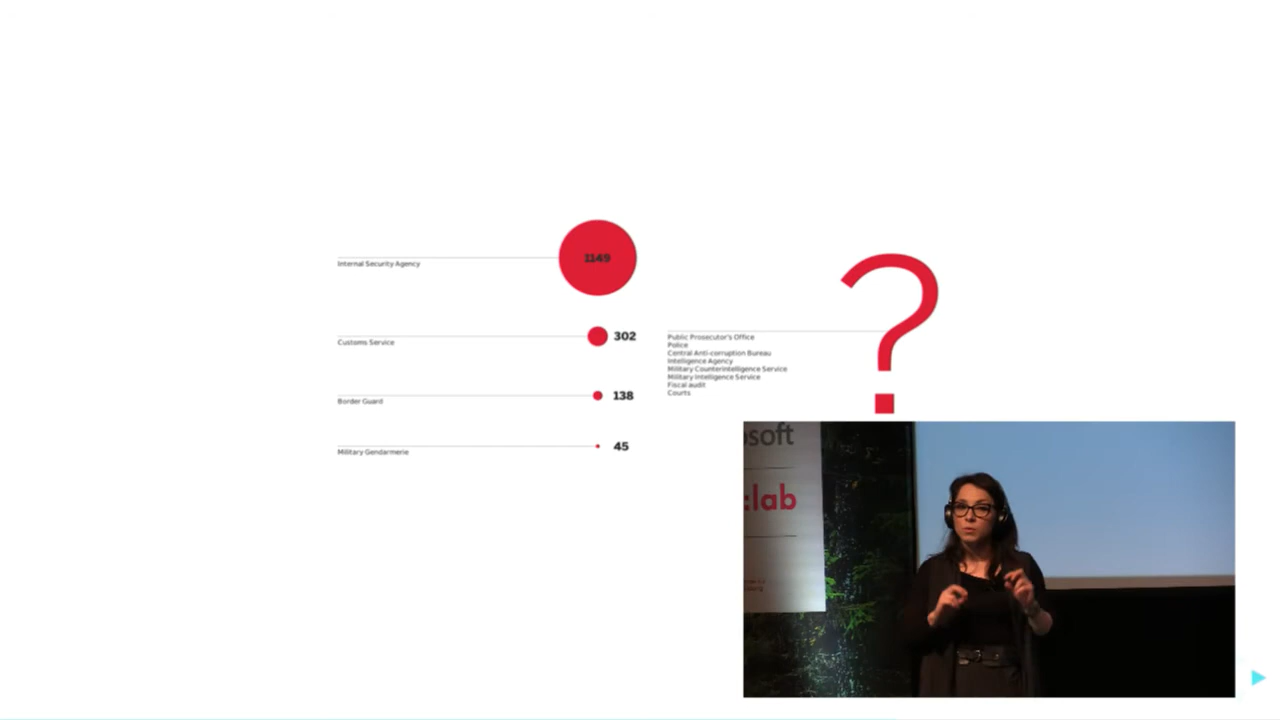 Internal Security Agency
1149
Customs Service
302
Border Guard
138
Military Gendarmerie
45
Public Prosecutor's Office
Police
Central Anti-corruption Bureau
Intelligence Agency
Military Counterintelligence Service
Military Intelligence Service
Fiscal audit
Courts
?
osoft
:lab